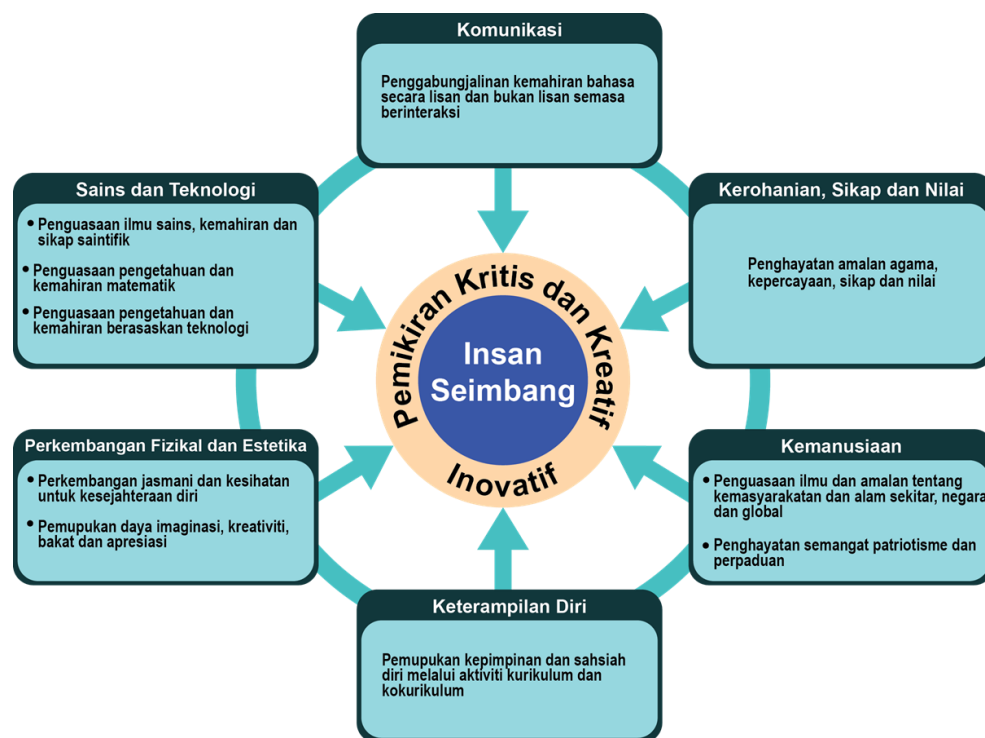 Komunikasi
Penggabungjalinan kemahiran bahasa
secara lisan dan bukan lisan semasa
berinteraksi
Sains dan Teknologi
• Penguasaan ilmu sains, kemahiran dan
sikap saintifik
• Penguasaan pengetahuan dan
kemahiran matematik
• Penguasaan pengetahuan dan
kemahiran berasaskan teknologi
Kerohanian, Sikap dan Nilai
Penghayatan amalan agama,
kepercayaan, sikap dan nilai
Pemikiran Kritis dan Kreatif
Insan
Seimbang
Inovatif
Perkembangan Fizikal dan Estetika
• Perkembangan jasmani dan kesihatan
untuk kesejahteraan diri
• Pemupukan daya imaginasi, kreativiti,
bakat dan apresiasi
Kemanusiaan
• Penguasaan ilmu dan amalan tentang
kemasyarakatan dan alam sekitar, negara
dan global
• Penghayatan semangat patriotisme dan
perpaduan
Keterampilan Diri
Pemupukan kepimpinan dan sahsiah
diri melalui aktiviti kurikulum dan
kokurikulum